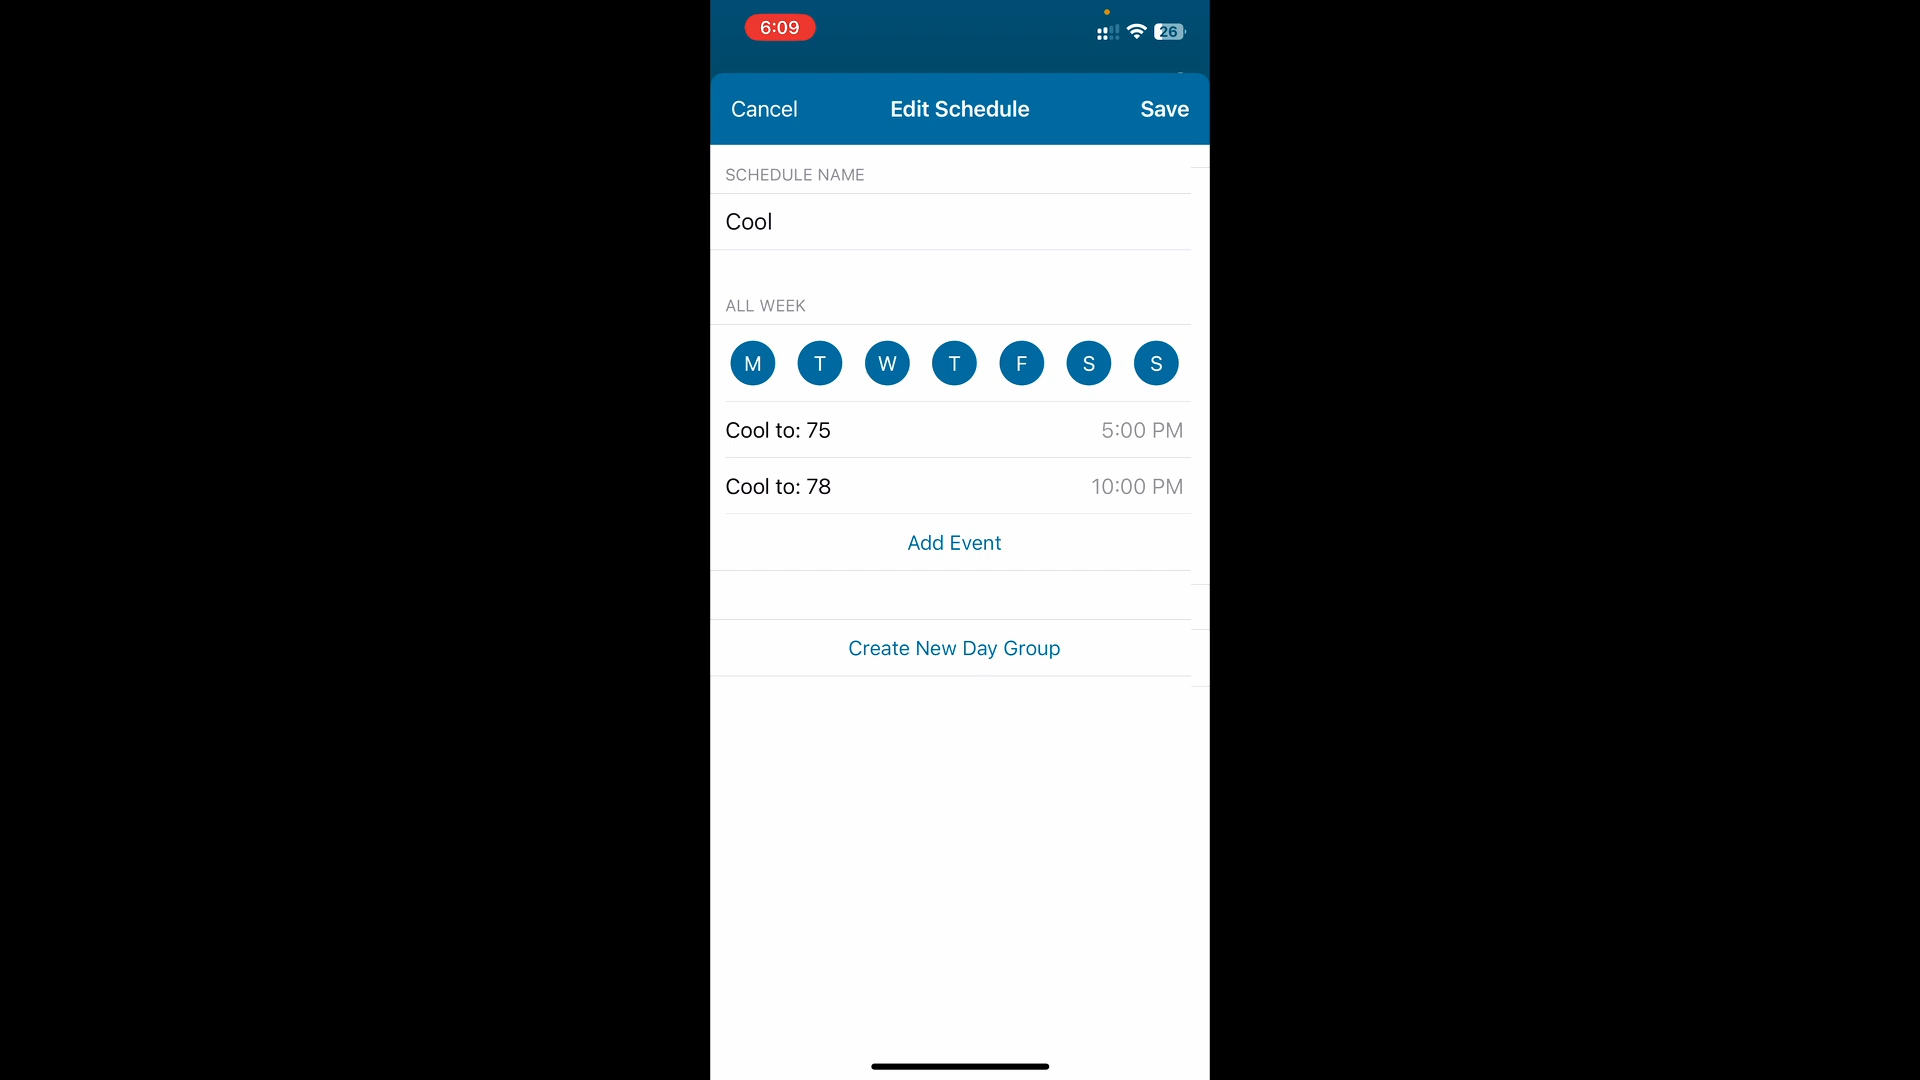 6:09
26
Cancel Edit Schedule Save
SCHEDULE NAME
Cool
ALL WEEK
M T W T F S S
Cool to: 75 5:00 PM
Cool to: 78 10:00 PM
Add Event
Create New Day Group